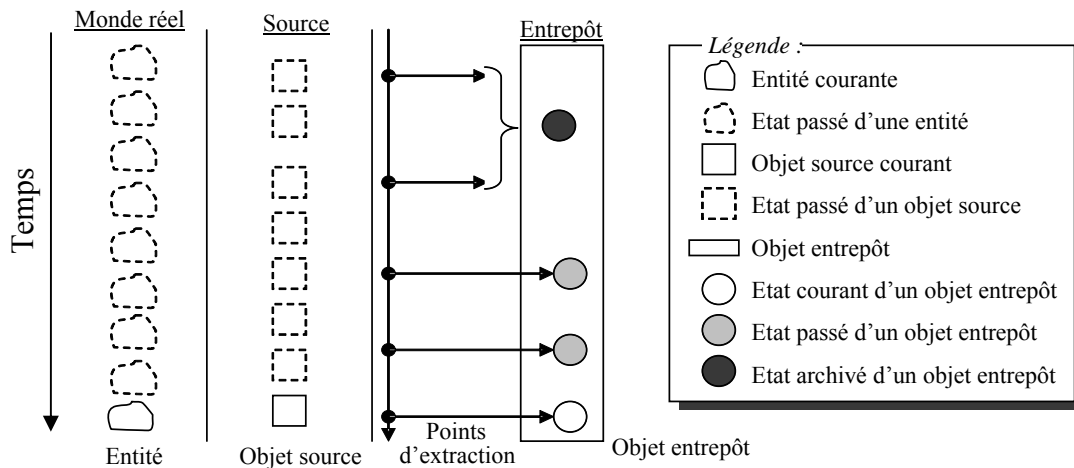 Monde réel
Source
Entrepôt
Temps
Entité
Objet source
Points
d'extraction
Objet entrepôt
Légende :
Entité courante
Etat passé d'une entité
Objet source courant
Etat passé d'un objet source
Objet entrepôt
Etat courant d'un objet entrepôt
Etat passé d'un objet entrepôt
Etat archivé d'un objet entrepôt